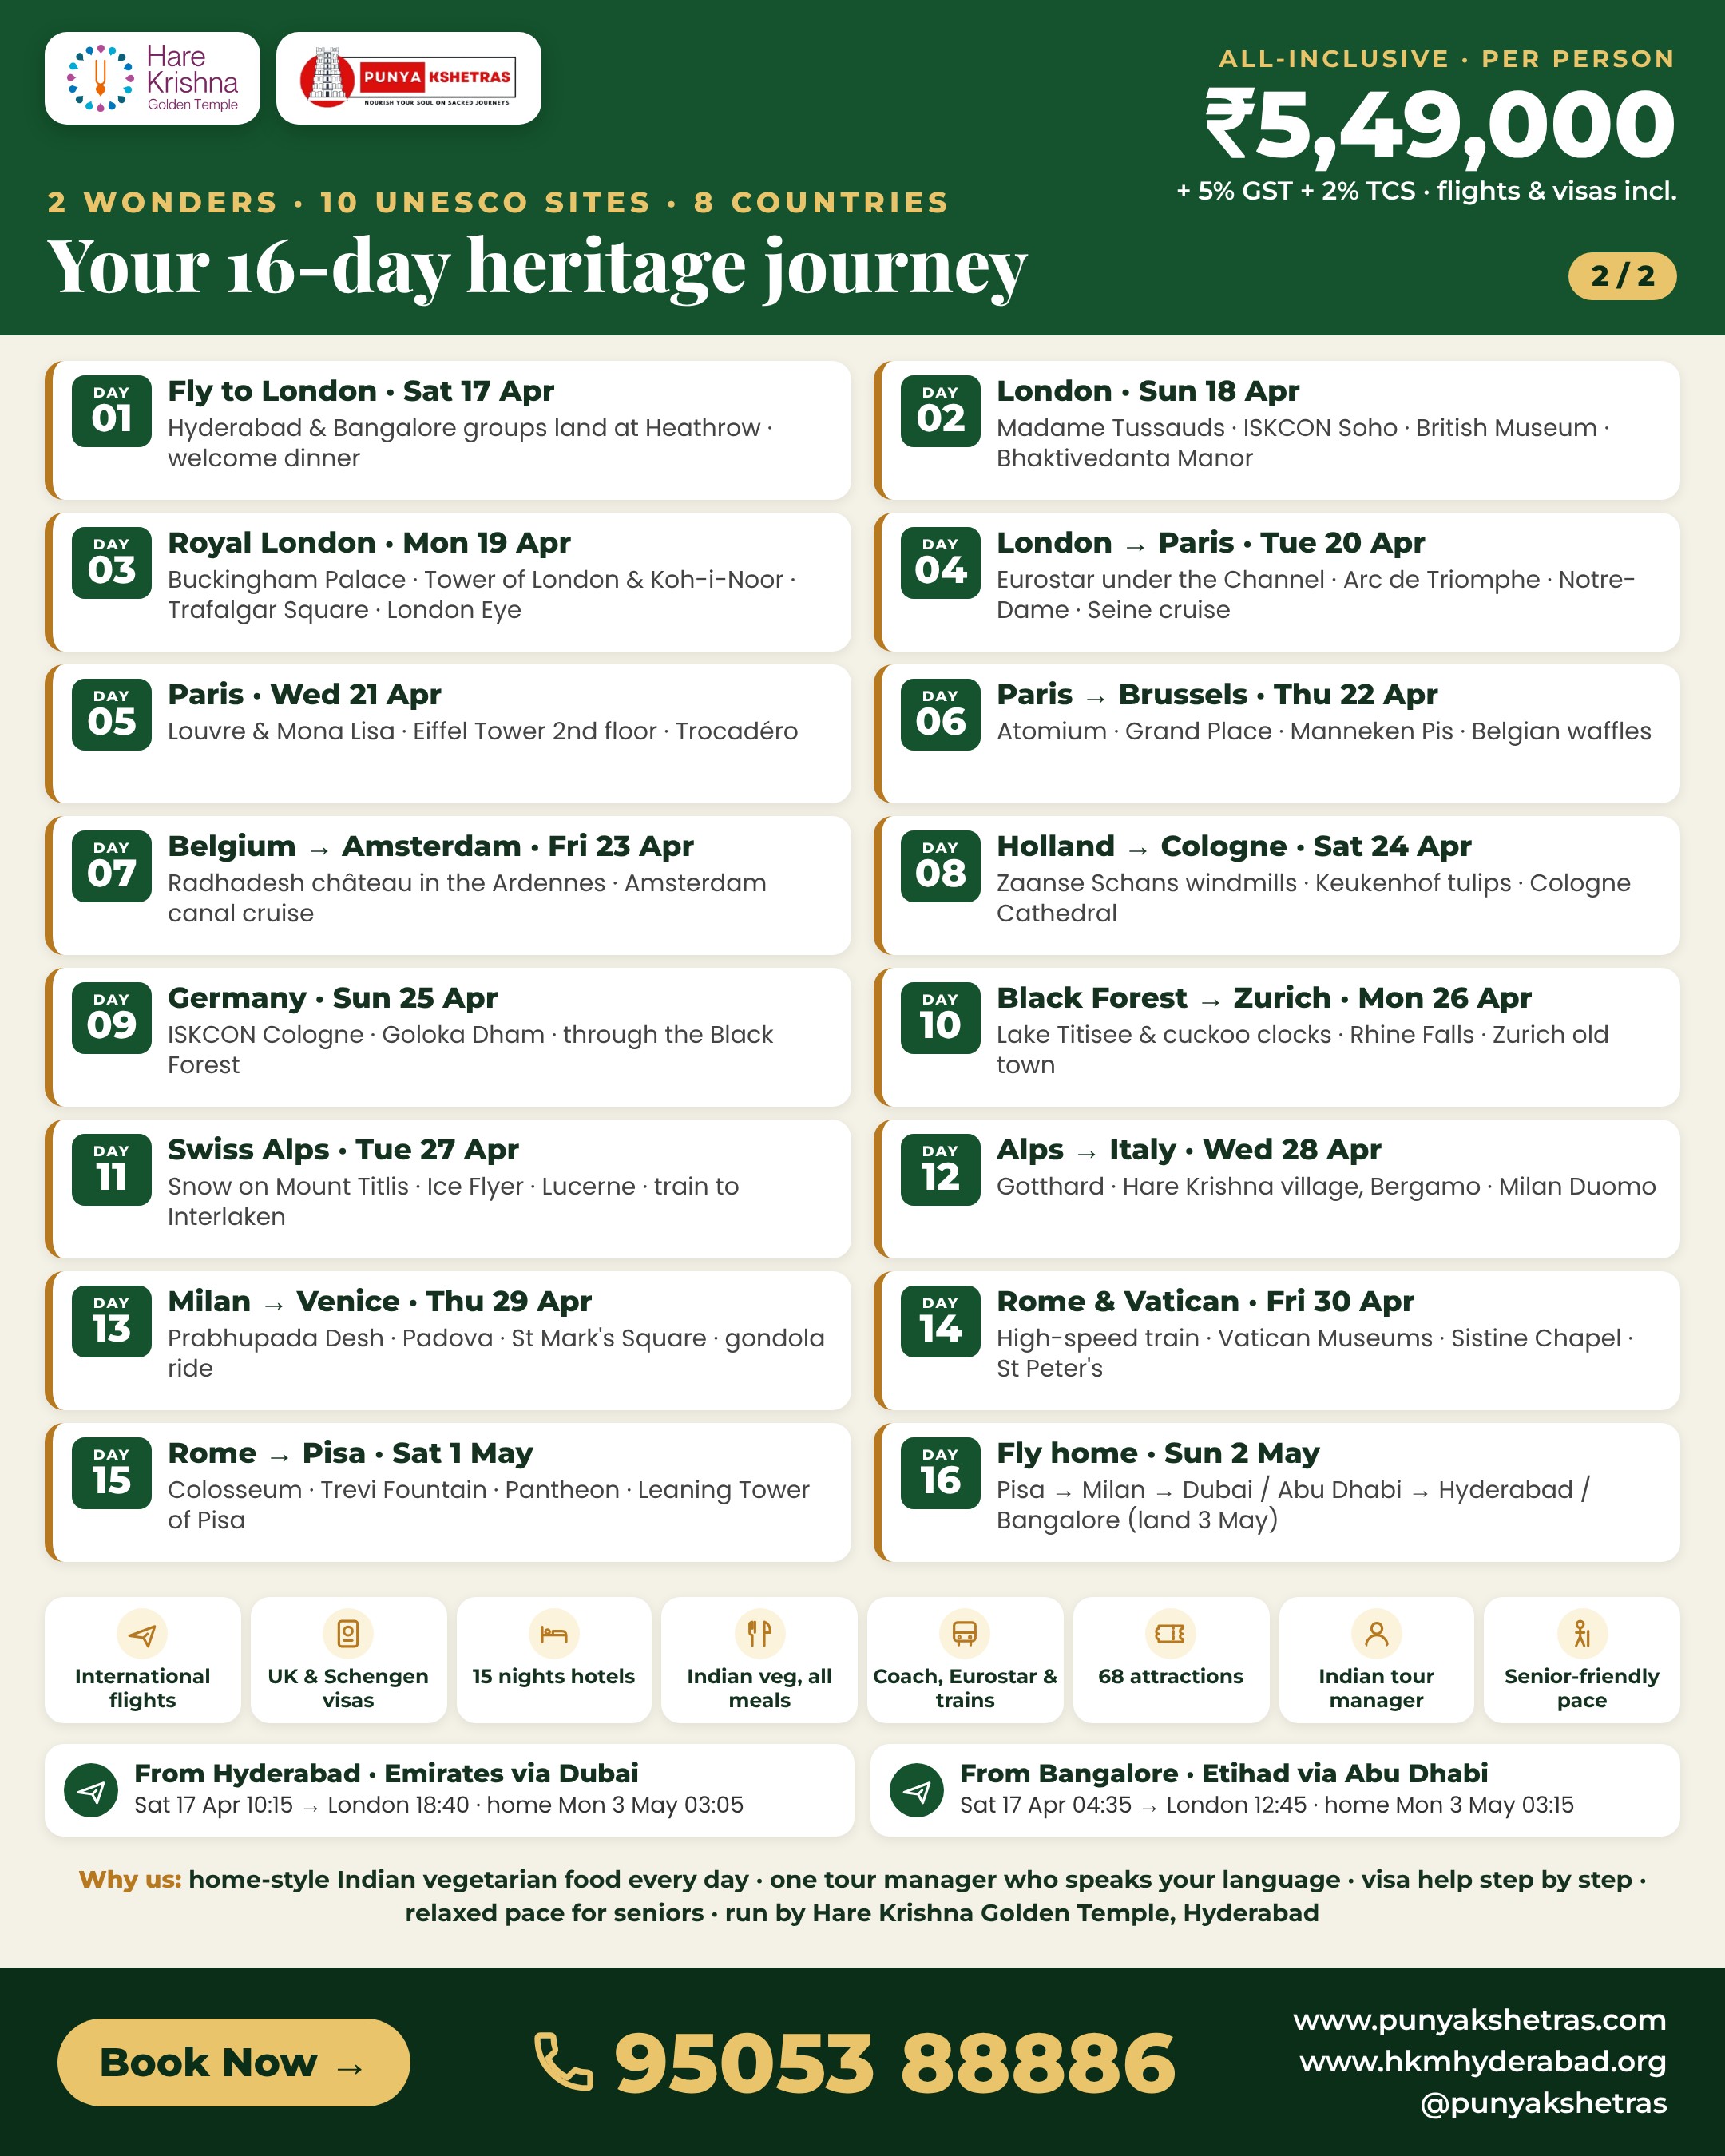 Hare
Krishna
Golden Temple
PUNYA KSHETRAS
NOURISH YOUR SOUL ON SACRED JOURNEYS
ALL-INCLUSIVE · PER PERSON
₹5,49,000
+ 5% GST + 2% TCS · flights & visas incl.
2 WONDERS · 10 UNESCO SITES · 8 COUNTRIES
Your 16-day heritage journey
2 / 2
DAY
01
Fly to London · Sat 17 Apr
Hyderabad & Bangalore groups land at Heathrow ·
welcome dinner
DAY
02
London · Sun 18 Apr
Madame Tussauds · ISKCON Soho · British Museum ·
Bhaktivedanta Manor
DAY
03
Royal London · Mon 19 Apr
Buckingham Palace · Tower of London & Koh-i-Noor ·
Trafalgar Square · London Eye
DAY
04
London → Paris · Tue 20 Apr
Eurostar under the Channel · Arc de Triomphe · Notre-
Dame · Seine cruise
DAY
05
Paris · Wed 21 Apr
Louvre & Mona Lisa · Eiffel Tower 2nd floor · Trocadéro
DAY
06
Paris → Brussels · Thu 22 Apr
Atomium · Grand Place · Manneken Pis · Belgian waffles
DAY
07
Belgium → Amsterdam · Fri 23 Apr
Radhadesh château in the Ardennes · Amsterdam
canal cruise
DAY
08
Holland → Cologne · Sat 24 Apr
Zaanse Schans windmills · Keukenhof tulips · Cologne
Cathedral
DAY
09
Germany · Sun 25 Apr
ISKCON Cologne · Goloka Dham · through the Black
Forest
DAY
10
Black Forest → Zurich · Mon 26 Apr
Lake Titisee & cuckoo clocks · Rhine Falls · Zurich old
town
DAY
11
Swiss Alps · Tue 27 Apr
Snow on Mount Titlis · Ice Flyer · Lucerne · train to
Interlaken
DAY
12
Alps → Italy · Wed 28 Apr
Gotthard · Hare Krishna village, Bergamo · Milan Duomo
DAY
13
Milan → Venice · Thu 29 Apr
Prabhupada Desh · Padova · St Mark's Square · gondola
ride
DAY
14
Rome & Vatican · Fri 30 Apr
High-speed train · Vatican Museums · Sistine Chapel ·
St Peter's
DAY
15
Rome → Pisa · Sat 1 May
Colosseum · Trevi Fountain · Pantheon · Leaning Tower
of Pisa
DAY
16
Fly home · Sun 2 May
Pisa → Milan → Dubai / Abu Dhabi → Hyderabad /
Bangalore (land 3 May)
International
flights
UK & Schengen
visas
15 nights hotels
Indian veg, all
meals
Coach, Eurostar &
trains
68 attractions
Indian tour
manager
Senior-friendly
pace
From Hyderabad · Emirates via Dubai
Sat 17 Apr 10:15 → London 18:40 · home Mon 3 May 03:05
From Bangalore · Etihad via Abu Dhabi
Sat 17 Apr 04:35 → London 12:45 · home Mon 3 May 03:15
Why us: home-style Indian vegetarian food every day · one tour manager who speaks your language · visa help step by step ·
relaxed pace for seniors · run by Hare Krishna Golden Temple, Hyderabad
Book Now →
95053 88886
www.punyakshetras.com
www.hkmhyderabad.org
@punyakshetras